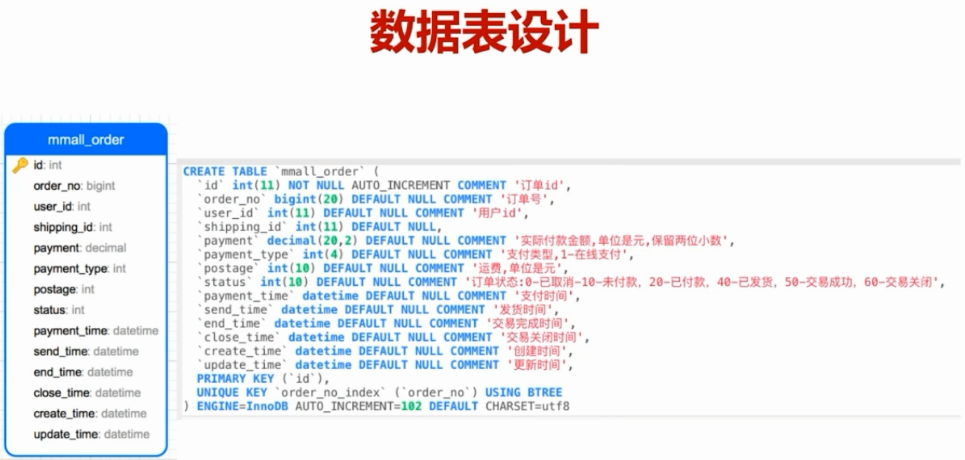 数据表设计
mmall_order
id: int
order_no: bigint
user_id: int
shipping_id: int
payment: decimal
payment_type: int
postage: int
status: int
payment_time: datetime
send_time: datetime
end_time: datetime
close_time: datetime
create_time: datetime
update_time: datetime
CREATE TABLE `mmall_order` (
`id` int(11) NOT NULL AUTO_INCREMENT COMMENT '订单id',
`order_no` bigint(20) DEFAULT NULL COMMENT '订单号',
`user_id` int(11) DEFAULT NULL COMMENT '用户id',
`shipping_id` int(11) DEFAULT NULL,
`payment` decimal(20,2) DEFAULT NULL COMMENT '实际付款金额,单位是元,保留两位小数',
`payment_type` int(4) DEFAULT NULL COMMENT '支付类型,1-在线支付',
`postage` int(10) DEFAULT NULL COMMENT '运费,单位是元',
`status` int(10) DEFAULT NULL COMMENT '订单状态:0-已取消-10-未付款, 20-已付款, 40-已发货, 50-交易成功, 60-交易关闭',
`payment_time` datetime DEFAULT NULL COMMENT '支付时间',
`send_time` datetime DEFAULT NULL COMMENT '发货时间',
`end_time` datetime DEFAULT NULL COMMENT '交易完成时间',
`close_time` datetime DEFAULT NULL COMMENT '交易关闭时间',
`create_time` datetime DEFAULT NULL COMMENT '创建时间',
`update_time` datetime DEFAULT NULL COMMENT '更新时间',
PRIMARY KEY (`id`),
UNIQUE KEY `order_no_index` (`order_no`) USING BTREE
) ENGINE=InnoDB AUTO_INCREMENT=102 DEFAULT CHARSET=utf8